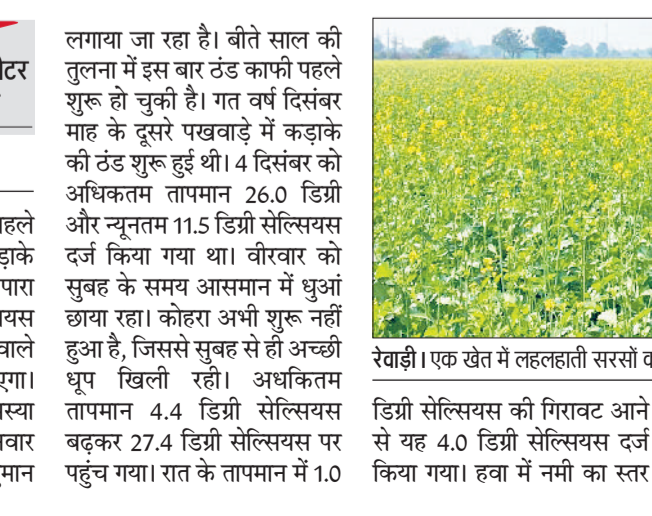 लगाया जा रहा है। बीते साल की
तुलना में इस बार ठंड काफी पहले
शुरू हो चुकी है। गत वर्ष दिसंबर
माह के दूसरे पखवाड़े में कड़ाके
की ठंड शुरू हुई थी। 4 दिसंबर को
अधिकतम तापमान 26.0 डिग्री
और न्यूनतम 11.5 डिग्री सेल्सियस
दर्ज किया गया था। वीरवार को
सुबह के समय आसमान में धुआं
छाया रहा। कोहरा अभी शुरू नहीं
हुआ है, जिससे सुबह से ही अच्छी
धूप खिली रही। अधकितम
तापमान 4.4 डिग्री सेल्सियस
बढ़कर 27.4 डिग्री सेल्सियस पर
पहुंच गया। रात के तापमान में 1.0
रेवाड़ी। एक खेत में लहलहाती सरसों
डिग्री सेल्सियस की गिरावट आने
से यह 4.0 डिग्री सेल्सियस दर्ज
किया गया। हवा में नमी का स्तर